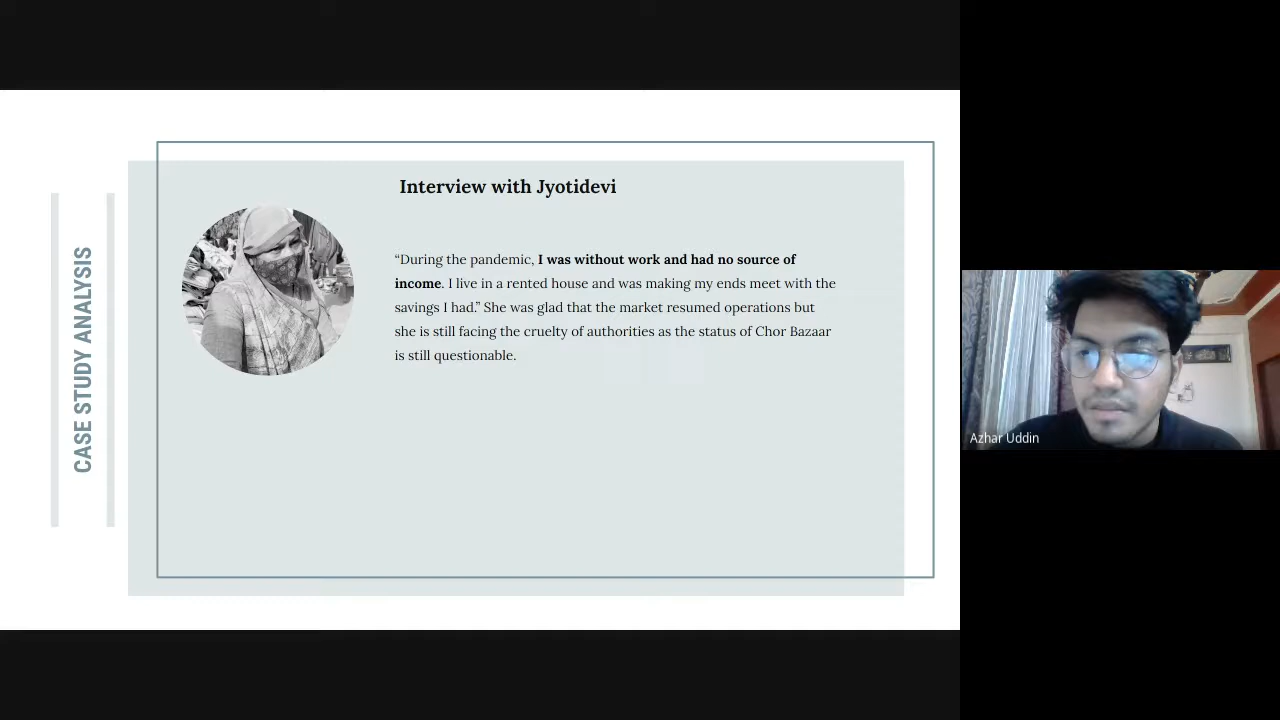 CASE STUDY ANALYSIS
Interview with Jyotidevi
“During the pandemic, I was without work and had no source of
income. I live in a rented house and was making my ends meet with the
savings I had.” She was glad that the market resumed operations but
she is still facing the cruelty of authorities as the status of Chor Bazaar
is still questionable.
Azhar Uddin